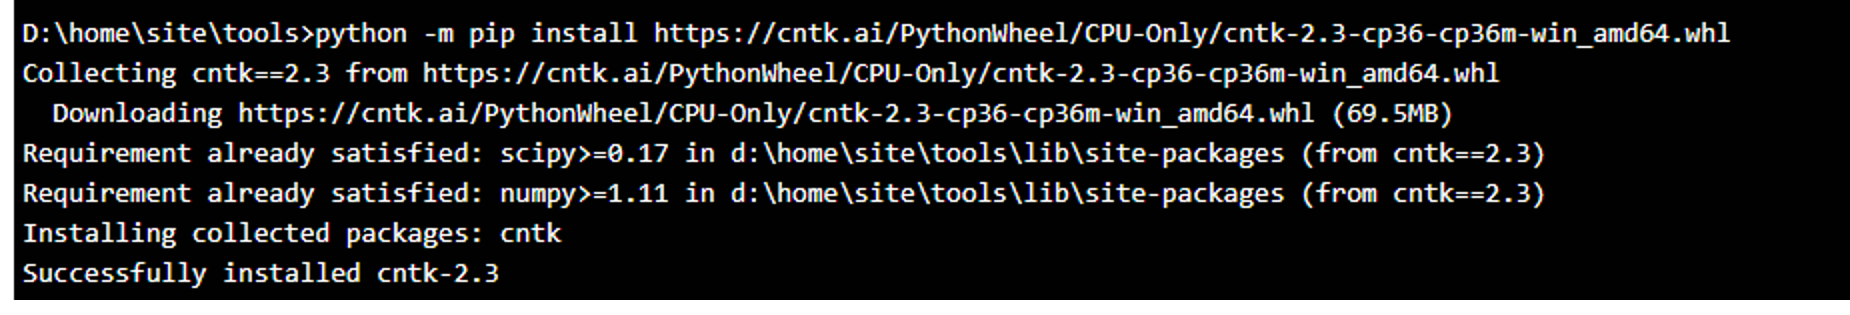 D:\home\site\tools>python -m pip install https://cntk.ai/PythonWheel/CPU-Only/cntk-2.3-cp36-cp36m-win_amd64.whl
Collecting cntk==2.3 from https://cntk.ai/PythonWheel/CPU-Only/cntk-2.3-cp36-cp36m-win_amd64.whl
  Downloading https://cntk.ai/PythonWheel/CPU-Only/cntk-2.3-cp36-cp36m-win_amd64.whl (69.5MB)
Requirement already satisfied: scipy>=0.17 in d:\home\site\tools\lib\site-packages (from cntk==2.3)
Requirement already satisfied: numpy>=1.11 in d:\home\site\tools\lib\site-packages (from cntk==2.3)
Installing collected packages: cntk
Successfully installed cntk-2.3